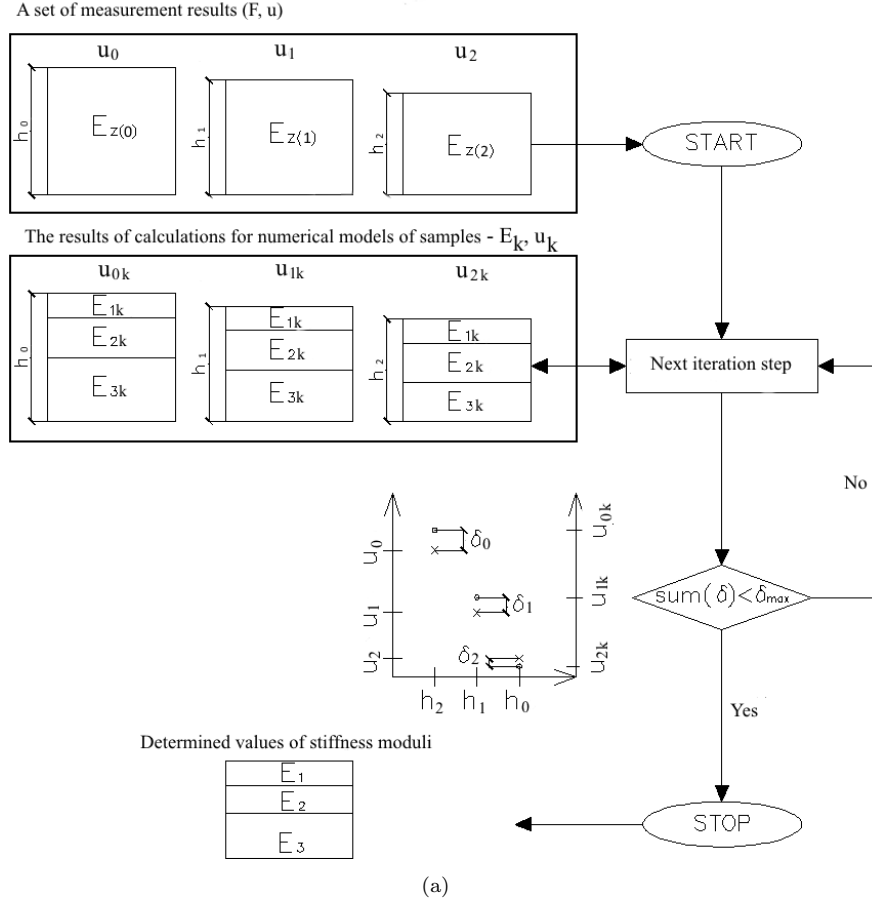 A set of measurement results (F, u)
u0 u1 u2
h0 Ez(0) h1 Ez(1) h2 Ez(2) START
The results of calculations for numerical models of samples - Ek, uk
u0k u1k u2k
h0 E1k E2k E3k h1 E1k E2k E3k h2 E1k E2k E3k
Next iteration step
No
u0 u1 u2
δ0
δ1
δ2
u0k u1k u2k
h2 h1 h0
sum(δ)<δmax
Yes
Determined values of stiffness moduli
E1
E2
E3
STOP
(a)